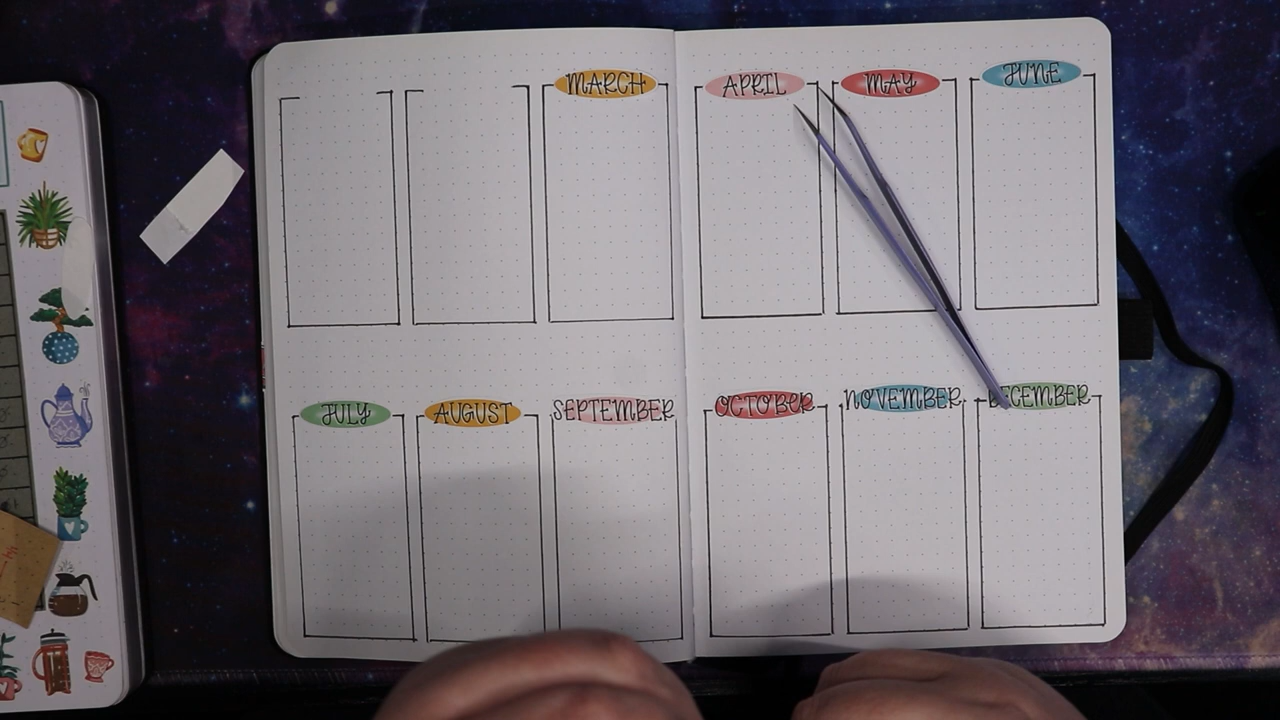 MARCH
APRIL
MAY
JUNE
JULY
AUGUST
SEPTEMBER
OCTOBER
NOVEMBER
DECEMBER